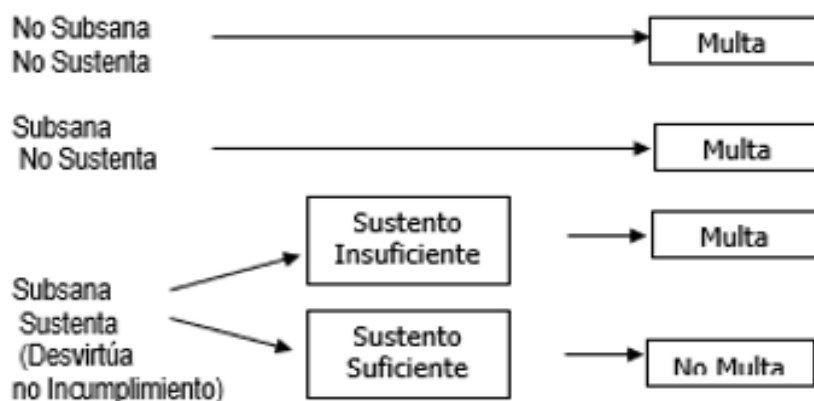 No Subsana
No Sustenta
Multa
Subsana
No Sustenta
Multa
Sustento
Insuficiente
Multa
Subsana
Sustenta
(Desvirtúa
no Incumplimiento)
Sustento
Suficiente
No Multa